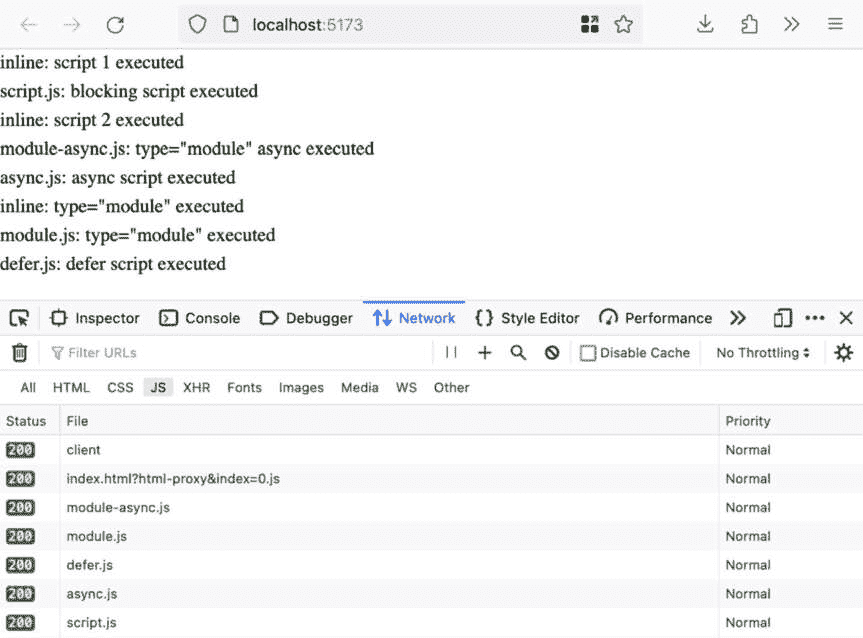 localhost:5173
inline: script 1 executed
script.js: blocking script executed
inline: script 2 executed
module-async.js: type="module" async executed
async.js: async script executed
inline: type="module" executed
module.js: type="module" executed
defer.js: defer script executed
Inspector Console Debugger Network {} Style Editor Performance
Filter URLs Disable Cache No Throttling
All HTML CSS JS XHR Fonts Images Media WS Other
Status File Priority
200 client Normal
200 index.html?html-proxy&index=0.js Normal
200 module-async.js Normal
200 module.js Normal
200 defer.js Normal
200 async.js Normal
200 script.js Normal